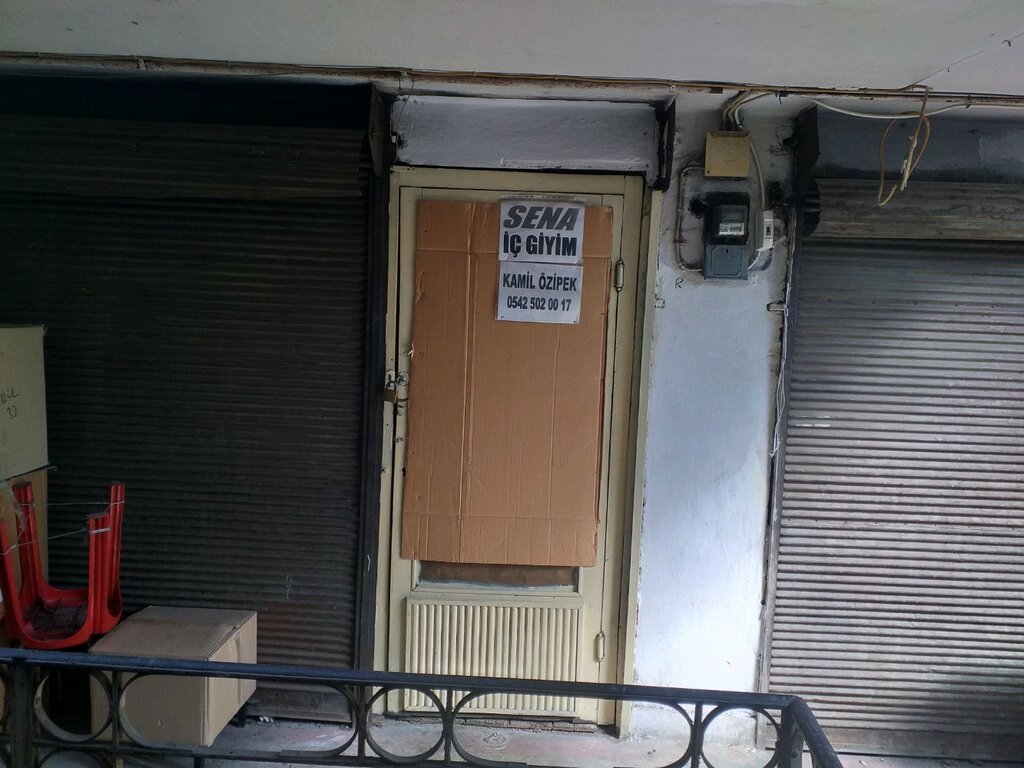 SENA
İÇ GİYİM
KAMİL ÖZİPEK
0542 502 00 17
R